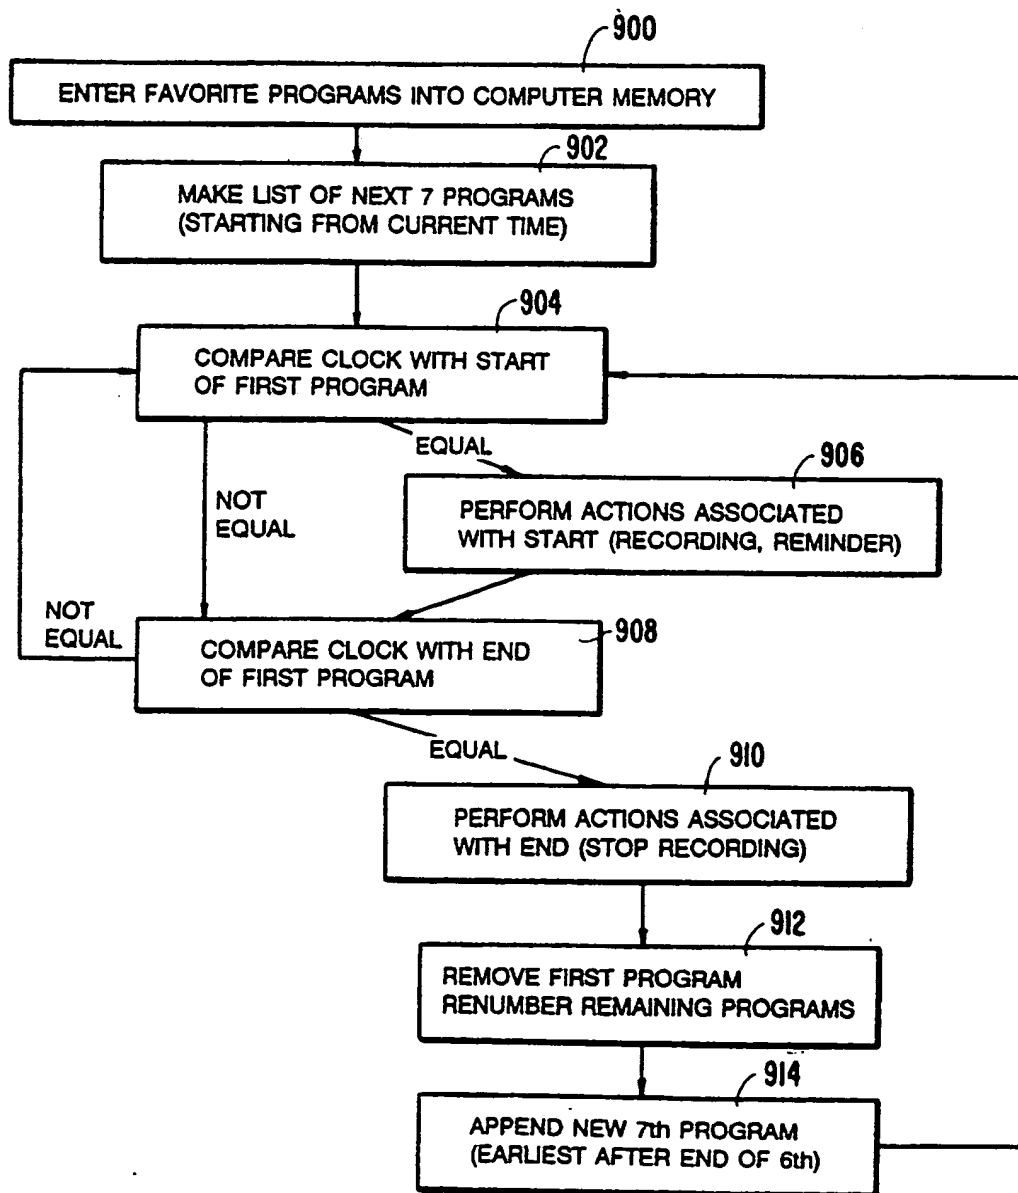 900
ENTER FAVORITE PROGRAMS INTO COMPUTER MEMORY
902
MAKE LIST OF NEXT 7 PROGRAMS
(STARTING FROM CURRENT TIME)
904
COMPARE CLOCK WITH START
OF FIRST PROGRAM
EQUAL
906
NOT
EQUAL
PERFORM ACTIONS ASSOCIATED
WITH START (RECORDING, REMINDER)
NOT
EQUAL
908
COMPARE CLOCK WITH END
OF FIRST PROGRAM
EQUAL
910
PERFORM ACTIONS ASSOCIATED
WITH END (STOP RECORDING)
912
REMOVE FIRST PROGRAM
RENUMBER REMAINING PROGRAMS
914
APPEND NEW 7th PROGRAM
(EARLIEST AFTER END OF 6th)